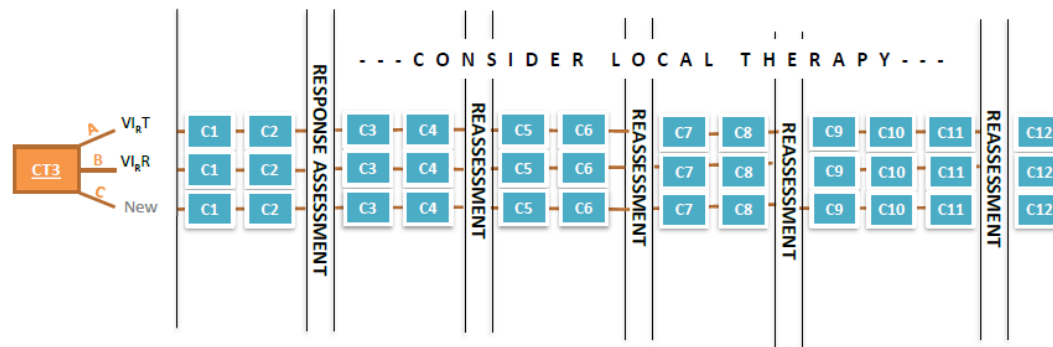 - - - C O N S I D E R L O C A L T H E R A P Y - - -
CT3
A VIRT C1 C2 C3 C4 C5 C6 C7 C8 C9 C10 C11 C12
B VIRR C1 C2 C3 C4 C5 C6 C7 C8 C9 C10 C11 C12
C New C1 C2 C3 C4 C5 C6 C7 C8 C9 C10 C11 C12
RESPONSE ASSESSMENT
REASSESSMENT
REASSESSMENT
REASSESSMENT
REASSESSMENT